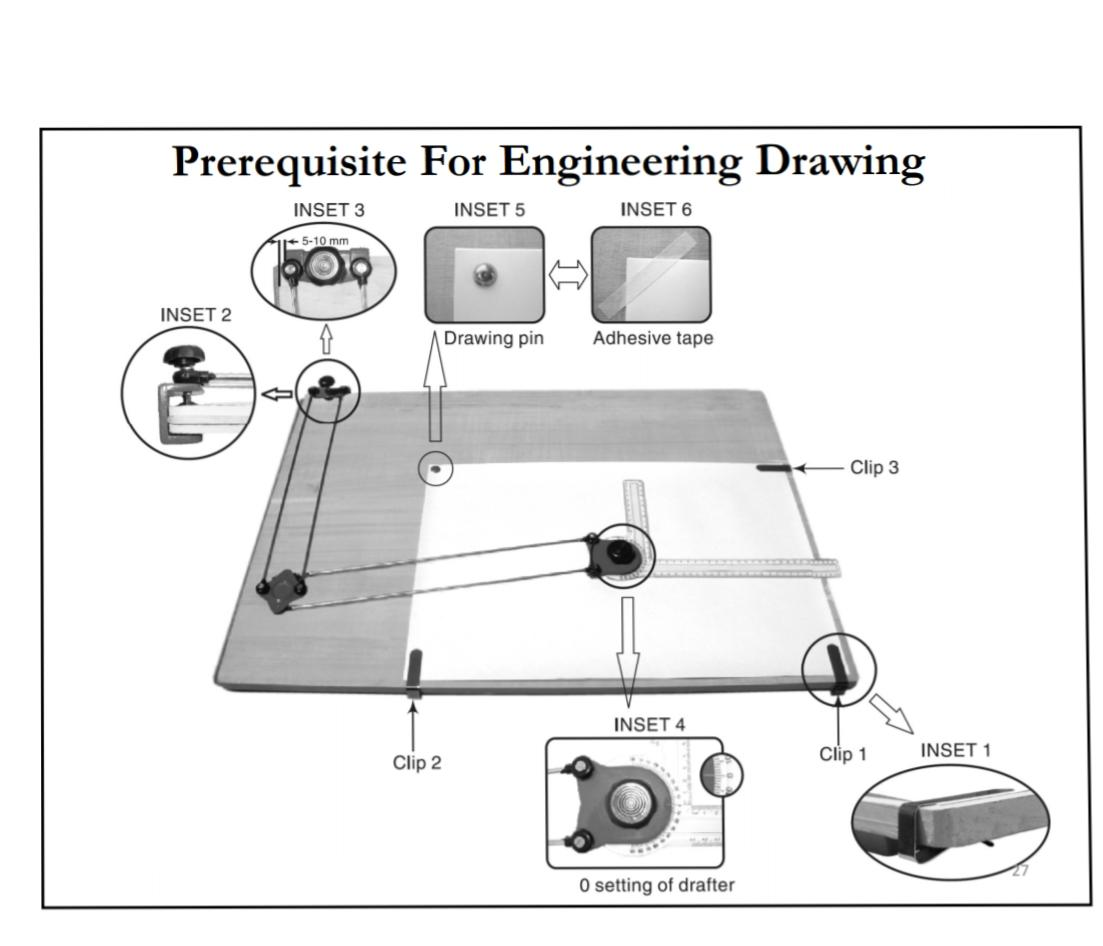 Prerequisite For Engineering Drawing
INSET 3
INSET 5
INSET 6
5-10 mm
INSET 2
Drawing pin
Adhesive tape
Clip 3
INSET 4
Clip 2
Clip 1
INSET 1
0 setting of drafter
27